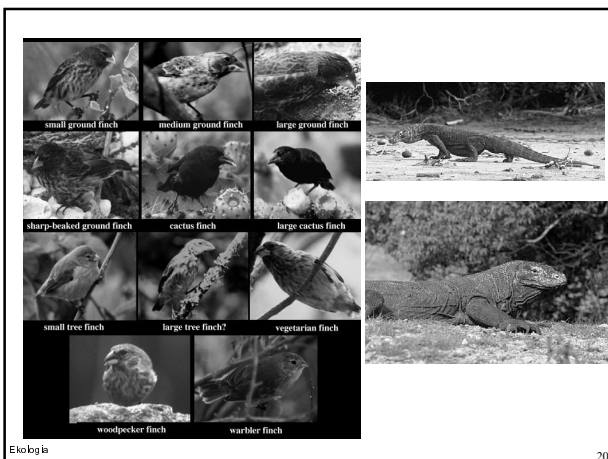 small ground finch
medium ground finch
large ground finch
sharp-beaked ground finch
cactus finch
large cactus finch
small tree finch
large tree finch?
vegetarian finch
woodpecker finch
warbler finch
Ekologia
20